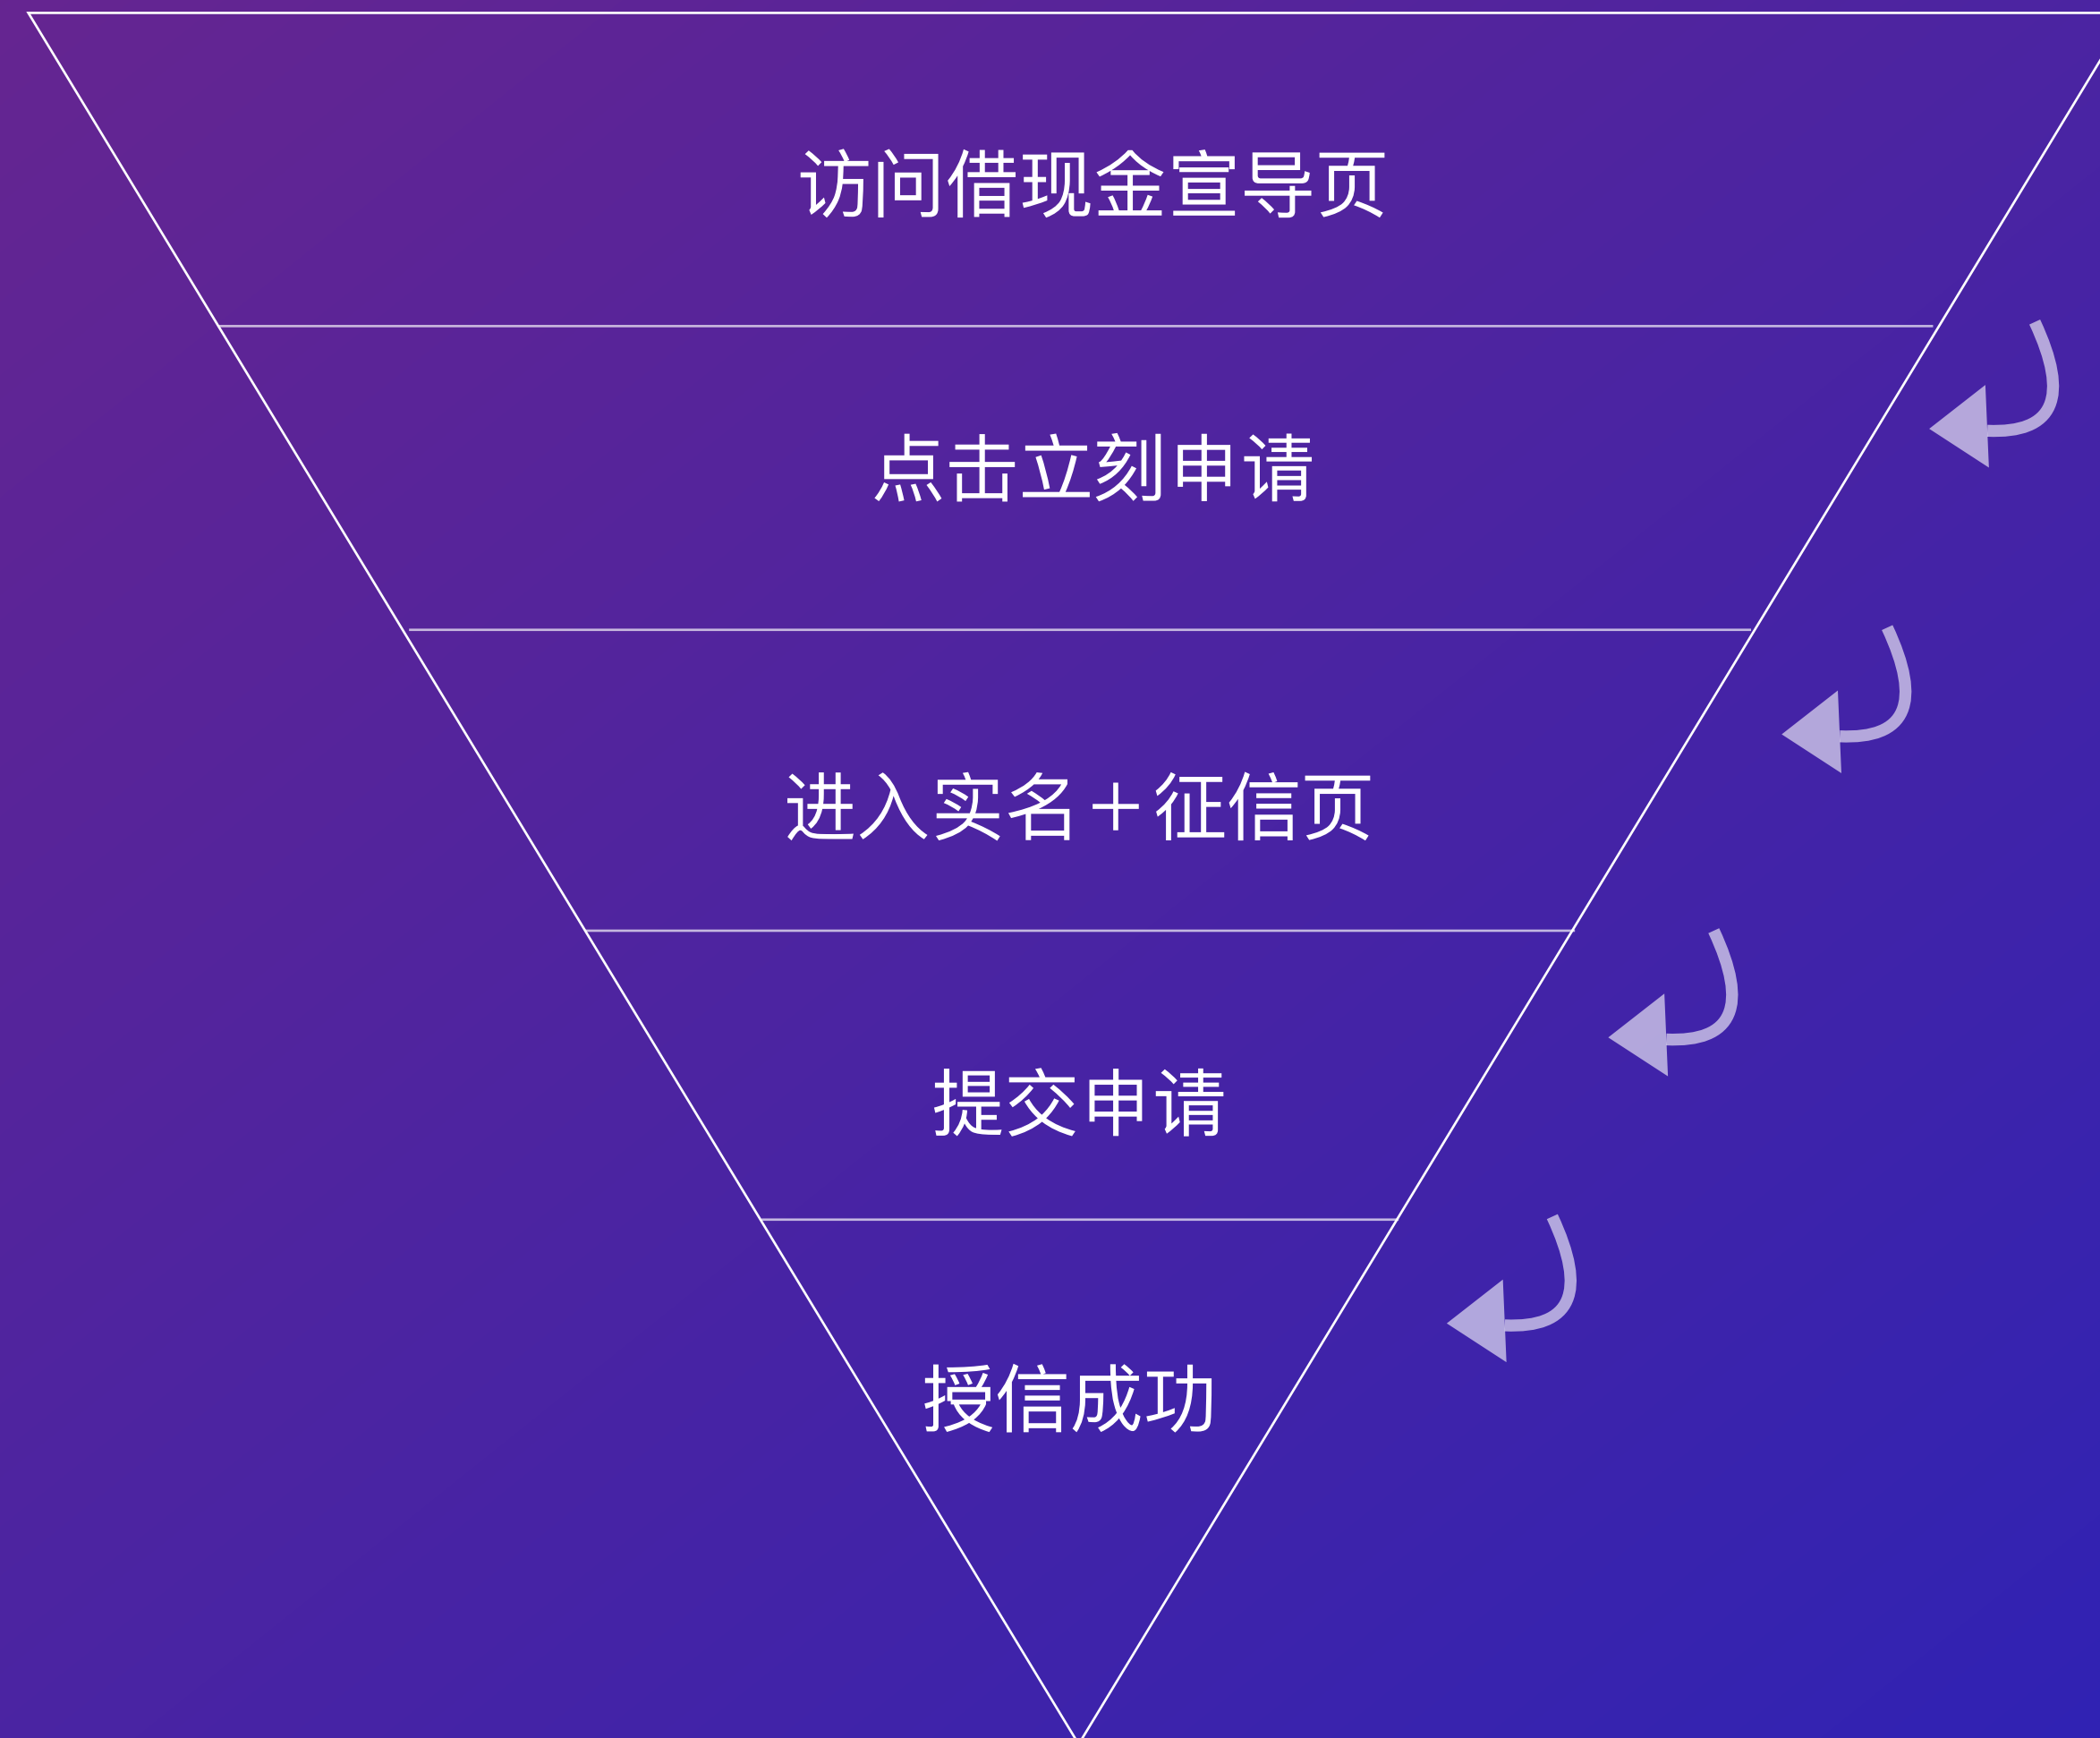 访问借现金宣导页
点击立刻申请
进入实名+征信页
提交申请
授信成功